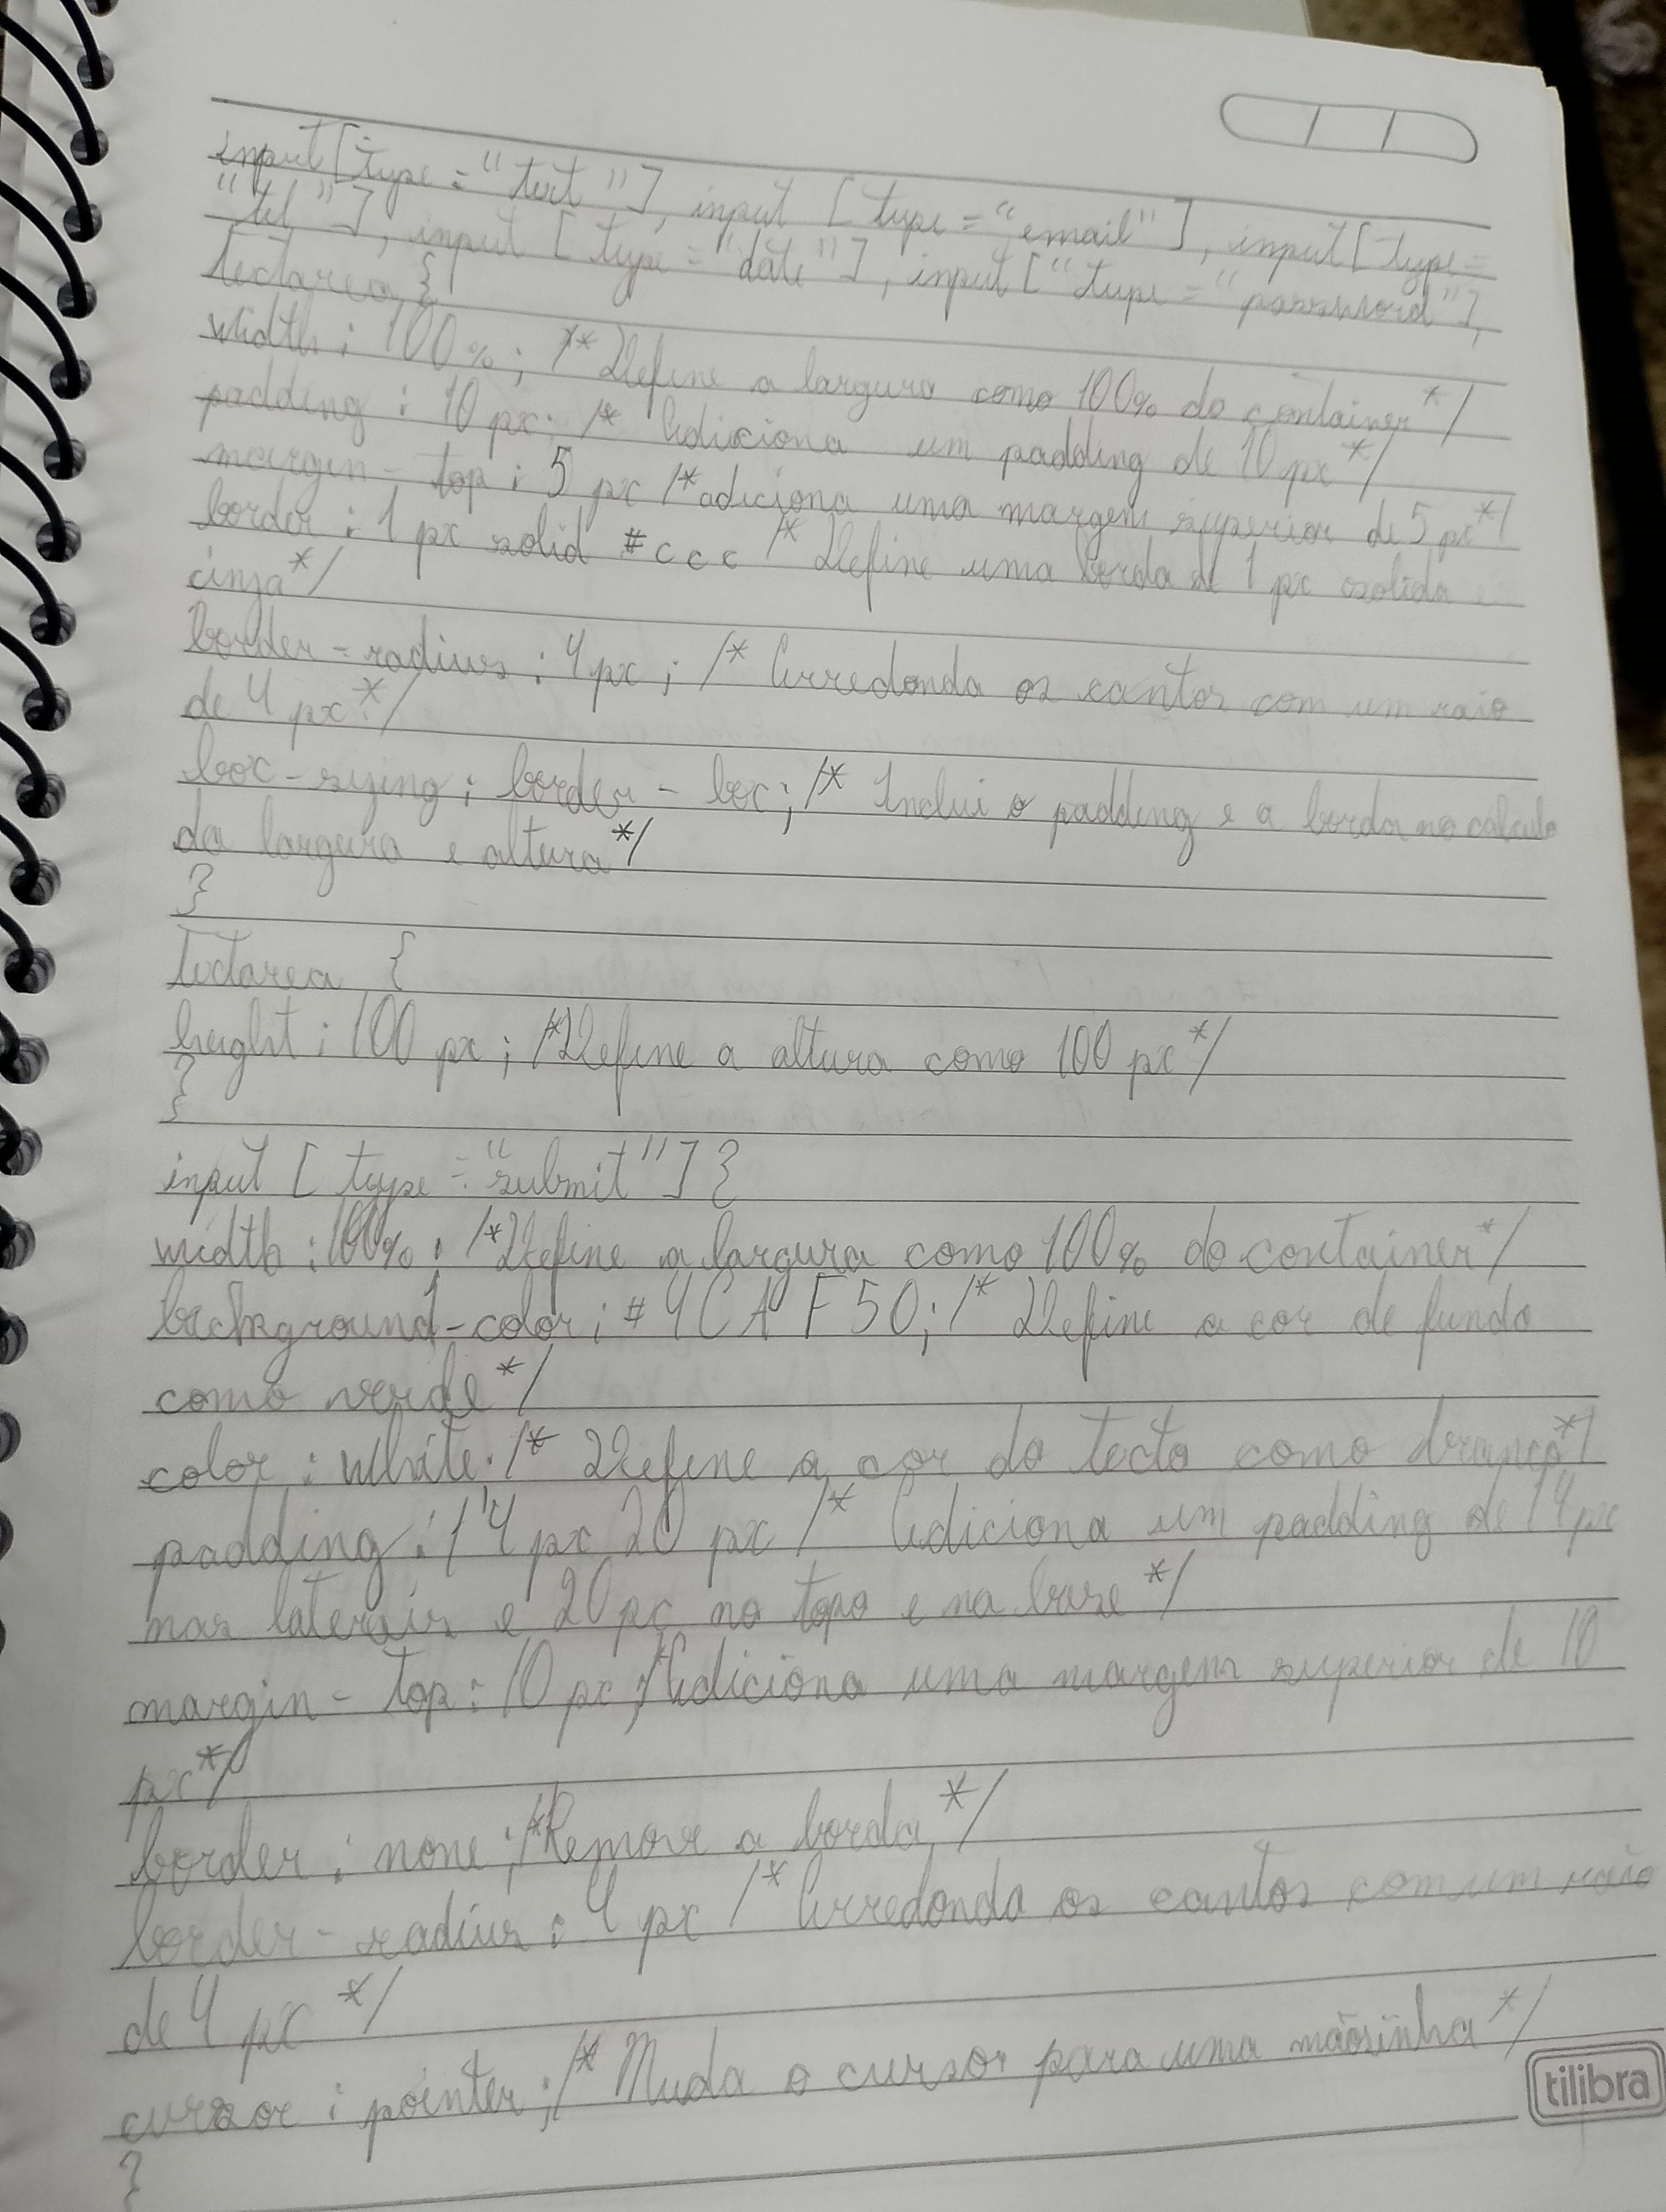 input [type = "text"], input [type = "email"], input [type =
"tel"], input [type = "date"], input ["type = "password"],
textarea {
width : 100%; /* Define a largura como 100% do container */
padding : 10 px; /* Adiciona um padding de 10 px */
margin - top : 5 px /* adiciona uma margem superior de 5 px */
border : 1 px solid #ccc /* Define uma borda de 1 px solida e
cinza */
border - radius : 4 px ; /* Arredonda os cantos com um raio
de 4 px */
box - sizing : border - box; /* Inclui o padding e a borda no calculo
da largura e altura */
}
textarea {
height : 100 px ; /* Define a altura como 100 px */
}
input [ type = "submit" ] {
width : 100% ; /* Define a largura como 100% do container */
background - color : # 4CAF50; /* Define a cor de fundo
como verde */
color : white; /* Define a cor do texto como branco */
padding : 14 px 20 px /* Adiciona um padding de 14 px
nas laterais e 20 px no topo e na base */
margin - top : 10 px ; /* Adiciona uma margem superior de 10
px */
border : none ; /* Remove a borda */
border - radius : 4 px /* Arredonda os cantos com um raio
de 4 px */
cursor : pointer ; /* Muda o cursor para uma mãosinha */
}
tilibra